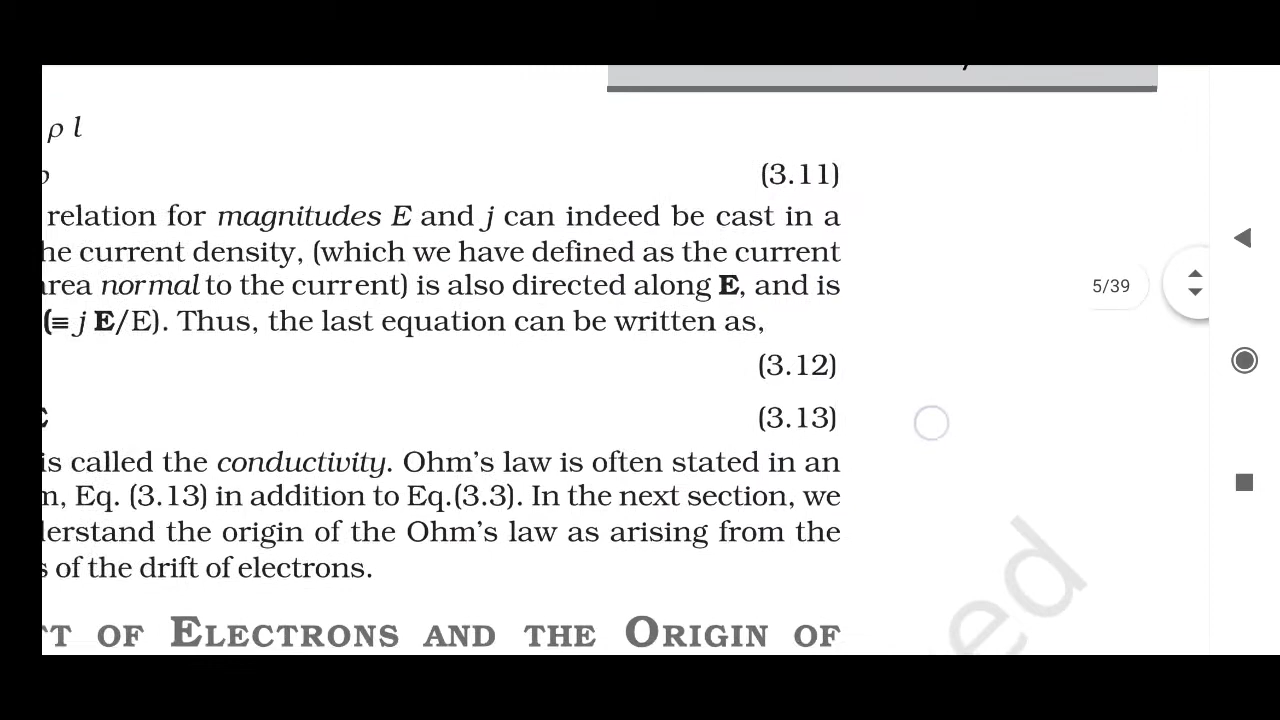 ρ l
(3.11)
relation for magnitudes E and j can indeed be cast in a
the current density, (which we have defined as the current
area normal to the current) is also directed along E, and is
(≡ j E/E). Thus, the last equation can be written as,
5/39
(3.12)
(3.13)
is called the conductivity. Ohm's law is often stated in an
Eq. (3.13) in addition to Eq.(3.3). In the next section, we
the origin of the Ohm's law as arising from the
of the drift of electrons.
OF ELECTRONS AND THE ORIGIN OF
ed